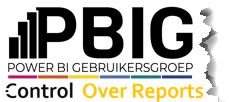 PBIG
POWER BI GEBRUIKERSGROEP
Control Over Reports